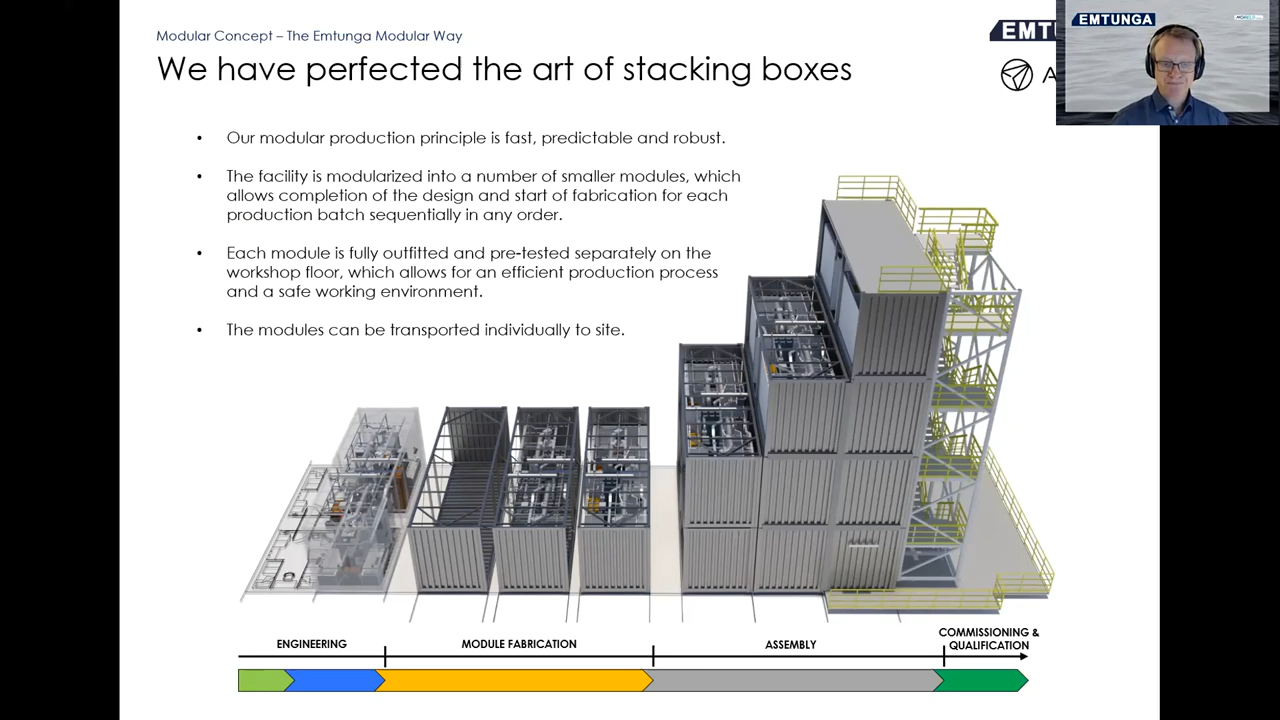 Modular Concept – The Emtunga Modular Way
We have perfected the art of stacking boxes
EMTUNGA
• Our modular production principle is fast, predictable and robust.
• The facility is modularized into a number of smaller modules, which
allows completion of the design and start of fabrication for each
production batch sequentially in any order.
• Each module is fully outfitted and pre-tested separately on the
workshop floor, which allows for an efficient production process
and a safe working environment.
• The modules can be transported individually to site.
ENGINEERING
MODULE FABRICATION
ASSEMBLY
COMMISSIONING &
QUALIFICATION